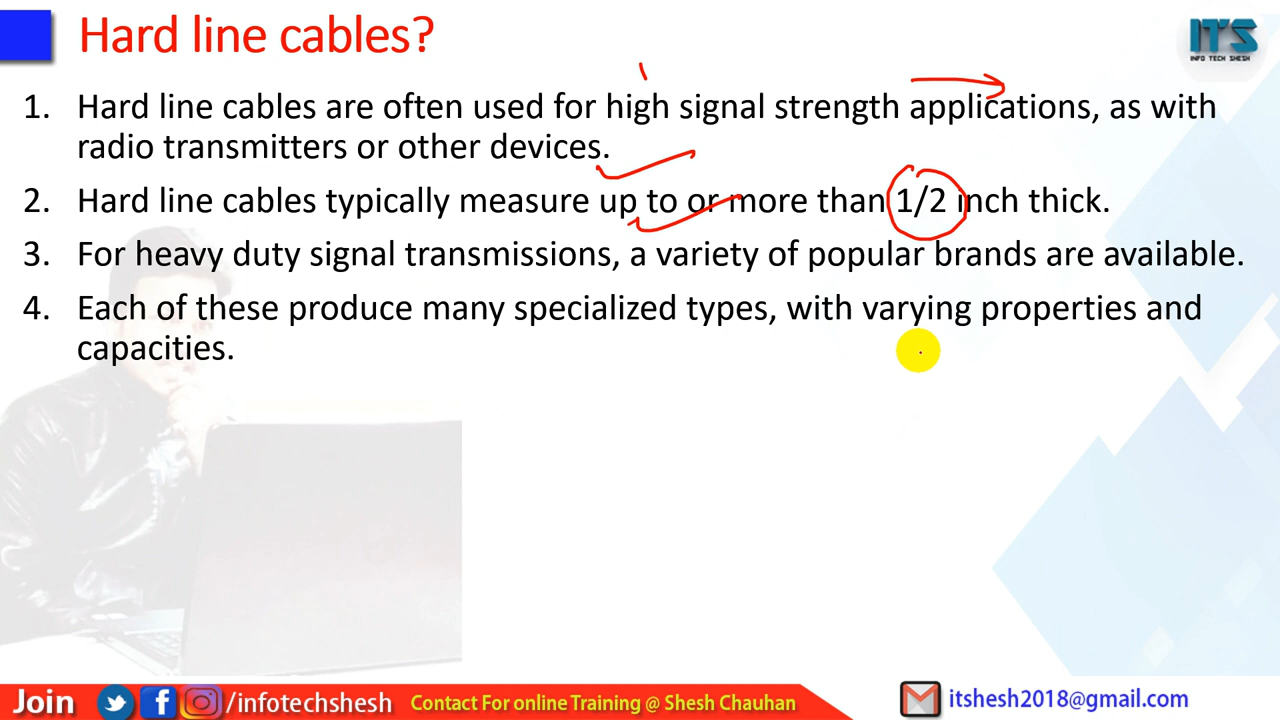 Hard line cables?
ITS
INFO TECH SHESH
1. Hard line cables are often used for high signal strength applications, as with
radio transmitters or other devices.
2. Hard line cables typically measure up to or more than 1/2 inch thick.
3. For heavy duty signal transmissions, a variety of popular brands are available.
4. Each of these produce many specialized types, with varying properties and
capacities.
Join /infotechshesh Contact For online Training @ Shesh Chauhan itshesh2018@gmail.com